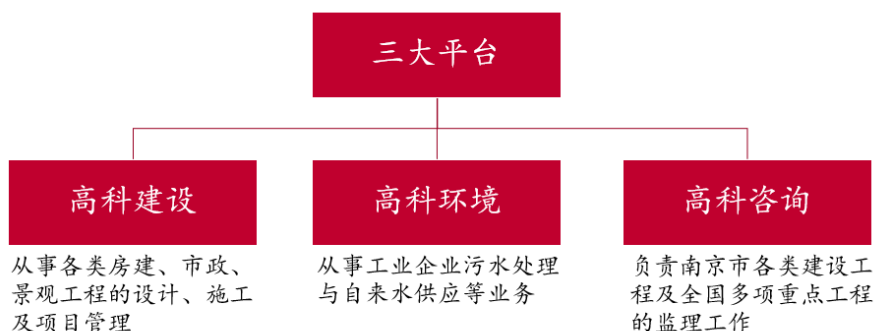 三大平台
高科建设
高科环境
高科咨询
从事各类房建、市政、
景观工程的设计、施工
及项目管理
从事工业企业污水处理
与自来水供应等业务
负责南京市各类建设工
程及全国多项重点工程
的监理工作